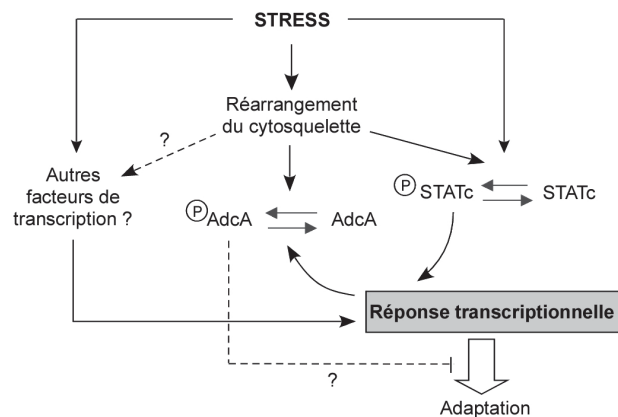 STRESS
Réarrangement
du cytosquelette
?
Autres
facteurs de
transcription ?
P AdcA
AdcA
P STATc
STATc
Réponse transcriptionnelle
?
Adaptation